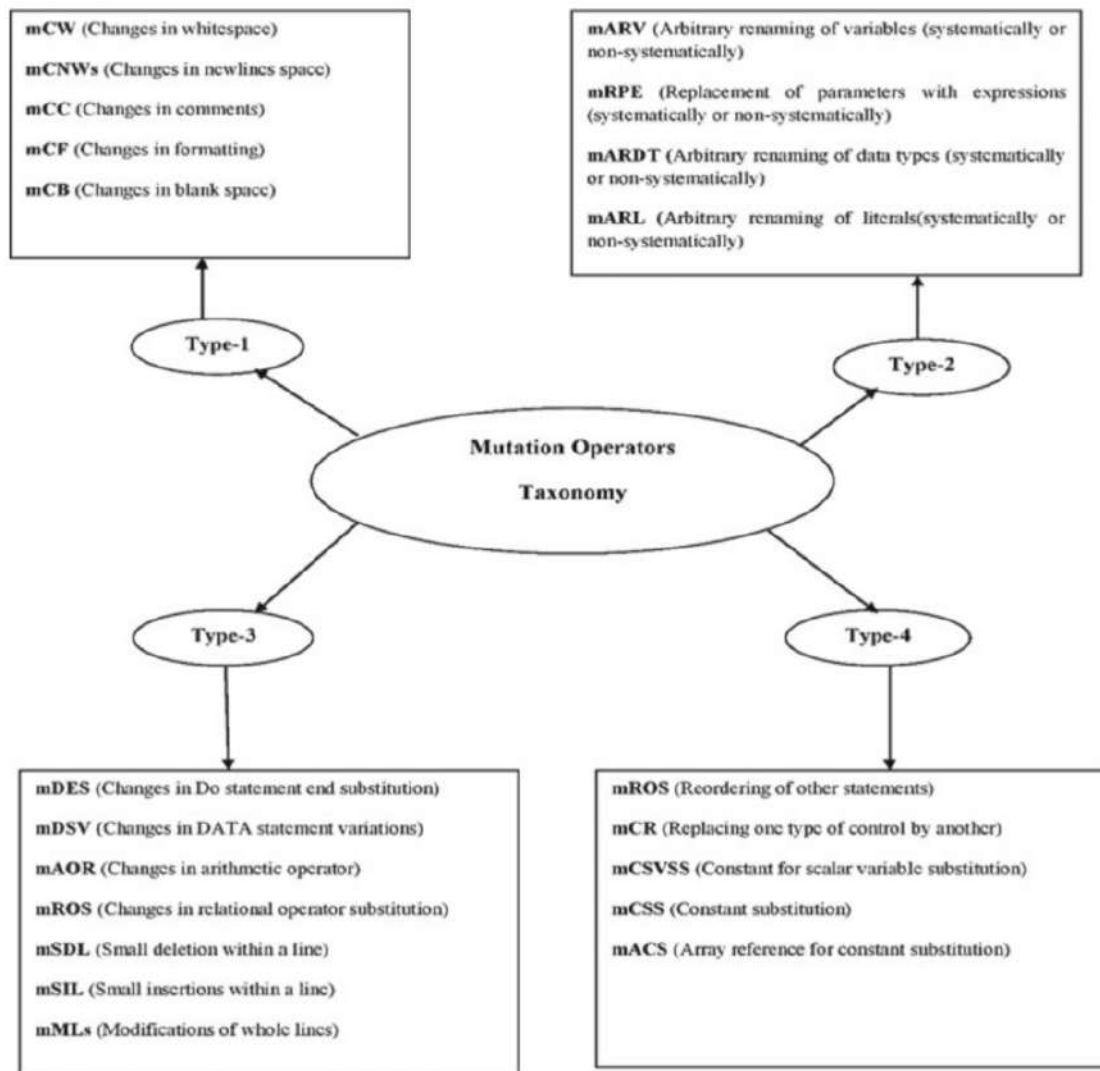 mCW (Changes in whitespace)
mCNWs (Changes in newlines space)
mCC (Changes in comments)
mCF (Changes in formatting)
mCB (Changes in blank space)
mARV (Arbitrary renaming of variables (systematically or
non-systematically)
mRPE (Replacement of parameters with expressions
(systematically or non-systematically)
mARDT (Arbitrary renaming of data types (systematically
or non-systematically)
mARL (Arbitrary renaming of literals(systematically or
non-systematically)
Type-1
Type-2
Mutation Operators
Taxonomy
Type-3
Type-4
mDES (Changes in Do statement end substitution)
mDSV (Changes in DATA statement variations)
mAOR (Changes in arithmetic operator)
mROS (Changes in relational operator substitution)
mSDL (Small deletion within a line)
mSIL (Small insertions within a line)
mMLs (Modifications of whole lines)
mROS (Reordering of other statements)
mCR (Replacing one type of control by another)
mCSVSS (Constant for scalar variable substitution)
mCSS (Constant substitution)
mACS (Array reference for constant substitution)